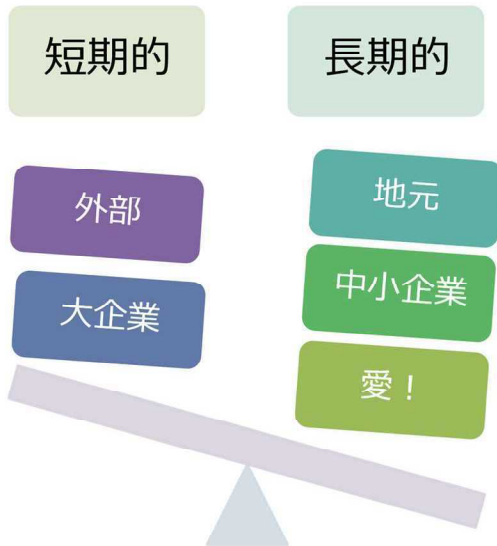 短期的
長期的
外部
大企業
地元
中小企業
愛！